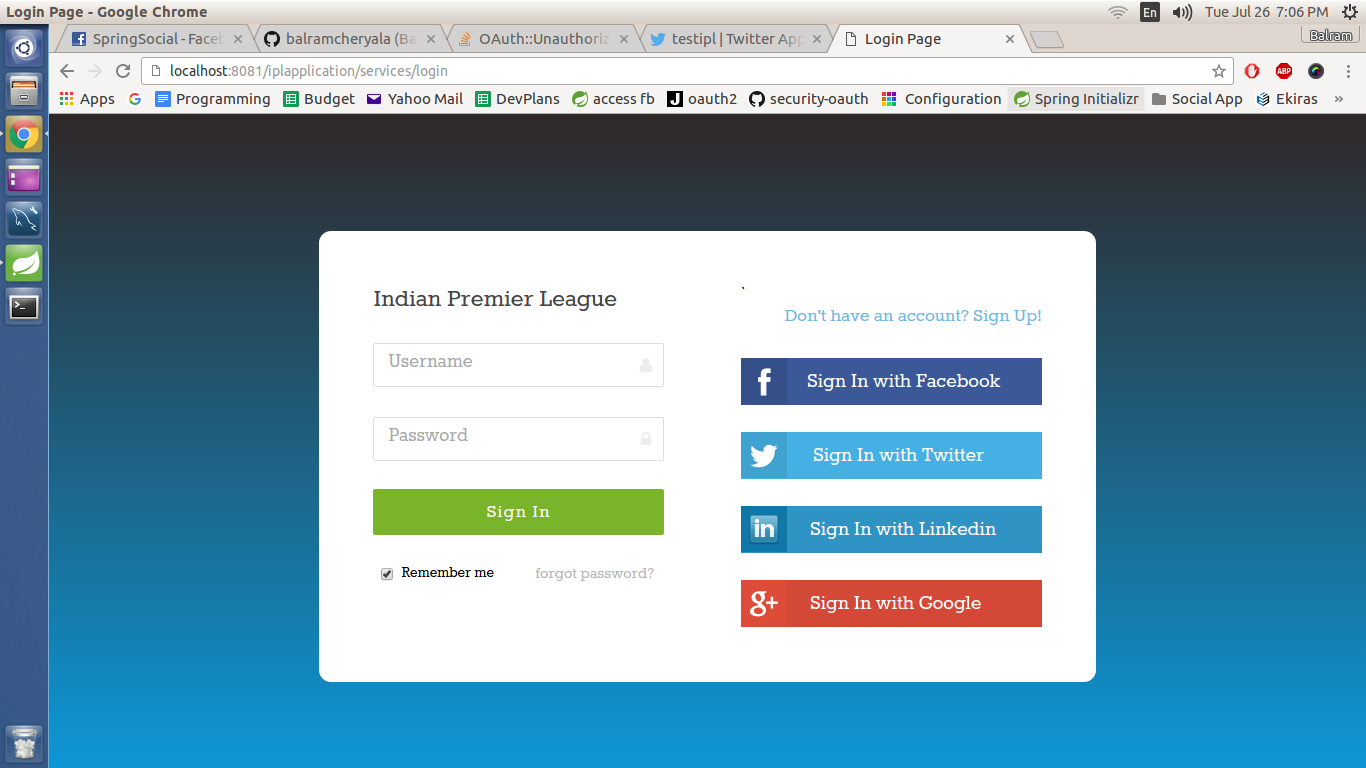 Login Page - Google Chrome
En
Tue Jul 26 7:06 PM
SpringSocial - Faceb
balramcheryala (Ba
OAuth::Unauthoriz
testipl | Twitter App
Login Page
Balram
localhost:8081/iplapplication/services/login
ABP
Apps
Programming
Budget
Yahoo Mail
DevPlans
access fb
J
oauth2
security-oauth
Configuration
Spring Initializr
Social App
Ekiras
»
Indian Premier League
`
Don't have an account? Sign Up!
Username
Sign In with Facebook
Password
Sign In with Twitter
Sign In
in
Sign In with Linkedin
Remember me
forgot password?
g+
Sign In with Google